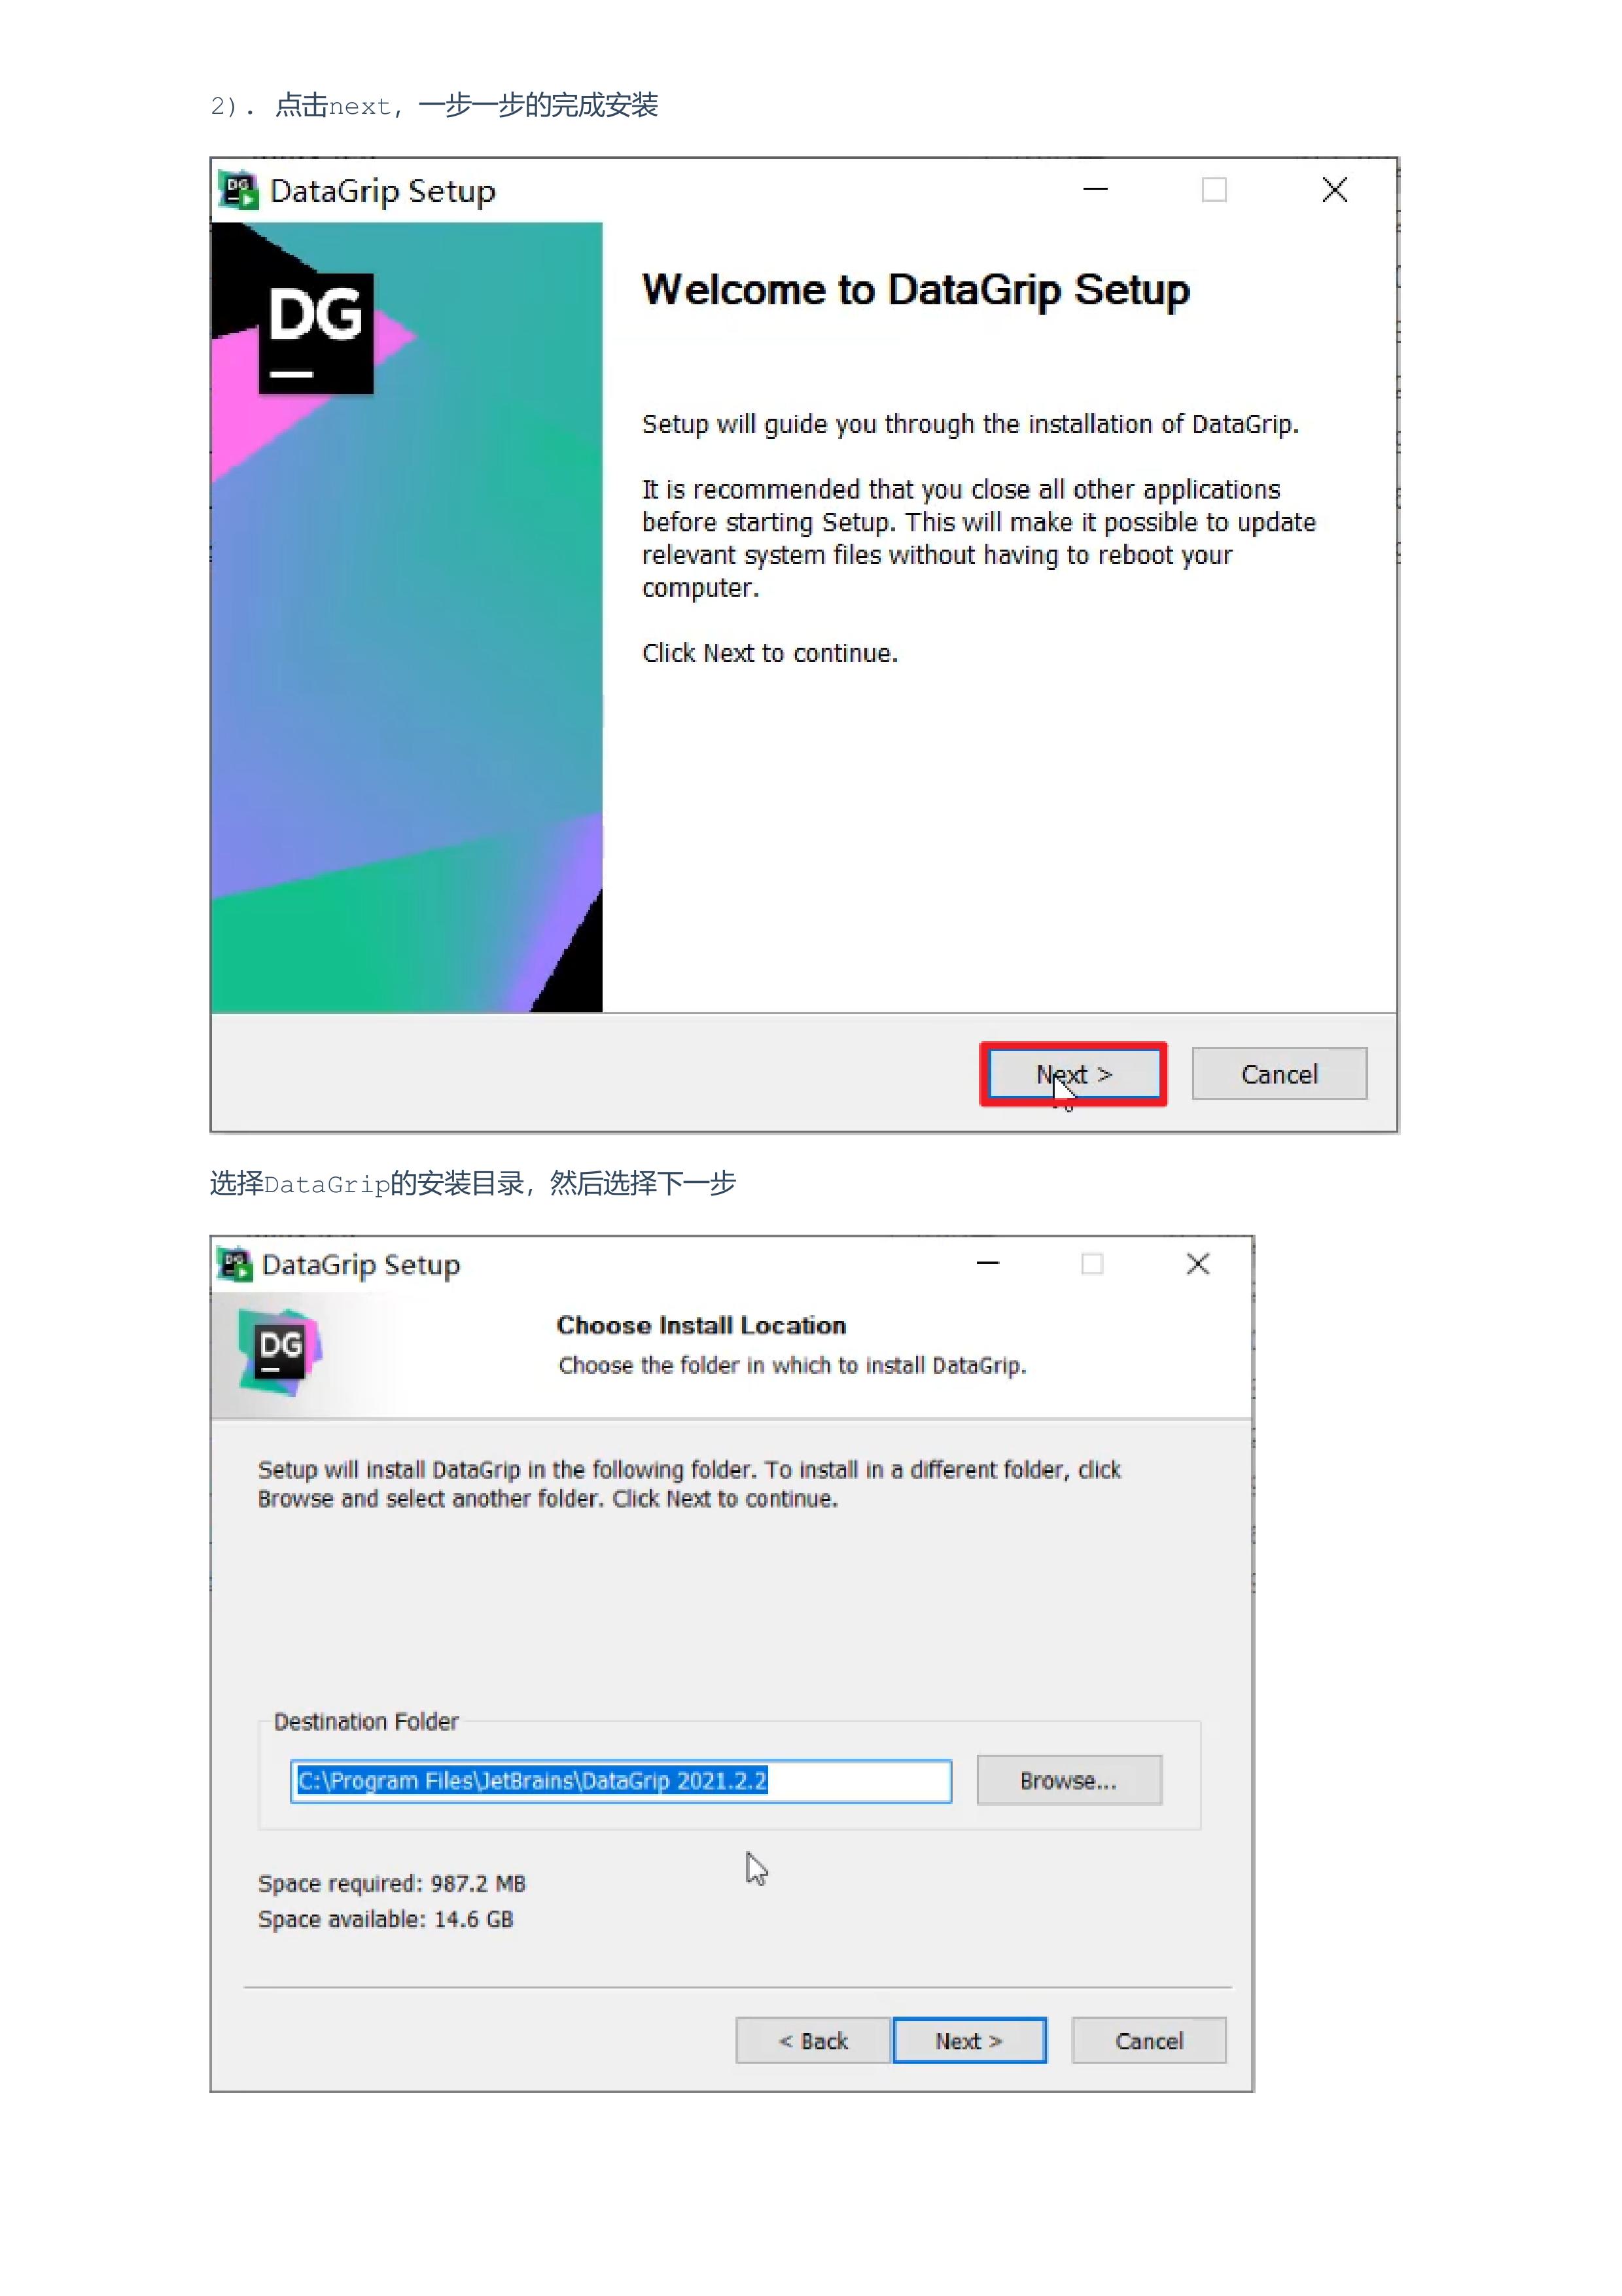 2). 点击next，一步一步的完成安装
DataGrip Setup
DG
Welcome to DataGrip Setup
Setup will guide you through the installation of DataGrip.
It is recommended that you close all other applications
before starting Setup. This will make it possible to update
relevant system files without having to reboot your
computer.
Click Next to continue.
Next >
Cancel
选择DataGrip的安装目录，然后选择下一步
DataGrip Setup
DG
Choose Install Location
Choose the folder in which to install DataGrip.
Setup will install DataGrip in the following folder. To install in a different folder, click
Browse and select another folder. Click Next to continue.
Destination Folder
C:\Program Files\JetBrains\DataGrip 2021.2.2
Browse...
Space required: 987.2 MB
Space available: 14.6 GB
< Back
Next >
Cancel